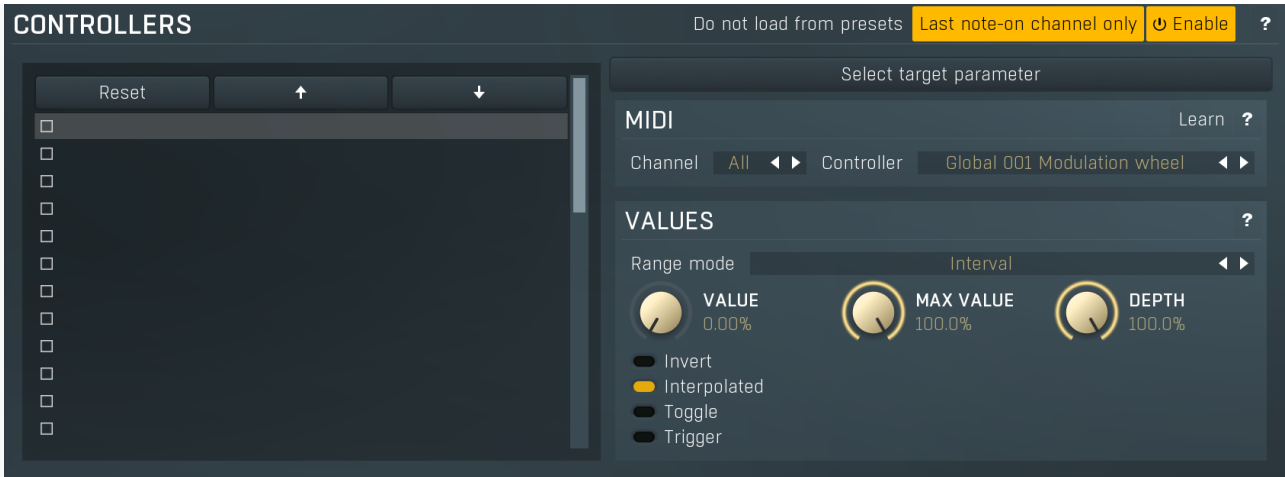 CONTROLLERS
Do not load from presets Last note-on channel only Enable ?
Reset
Select target parameter
MIDI
Learn ?
Channel All Controller Global 001 Modulation wheel
VALUES
?
Range mode Interval
VALUE
0.00%
MAX VALUE
100.0%
DEPTH
100.0%
Invert
Interpolated
Toggle
Trigger